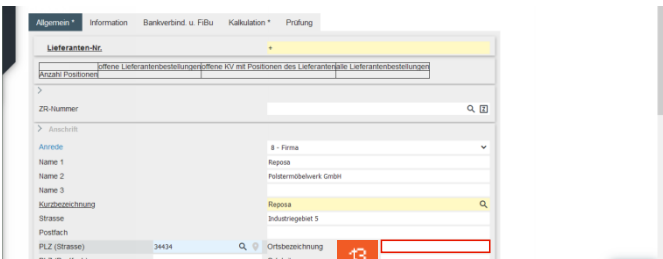 Allgemein * Information Bankverbind. u. FiBu Kalkulation * Prüfung
Lieferanten-Nr. +
offene Lieferantenbestellungen offene KV mit Positionen des Lieferanten alle Lieferantenbestellungen
Anzahl Positionen
ZR-Nummer
Anschrift
Anrede 8 - Firma
Name 1 Reposa
Name 2 Polstermöbelwerk GmbH
Name 3
Kurzbezeichnung Reposa
Strasse Industriegebiet 5
Postfach
PLZ (Strasse) 34434 Ortsbezeichnung
13